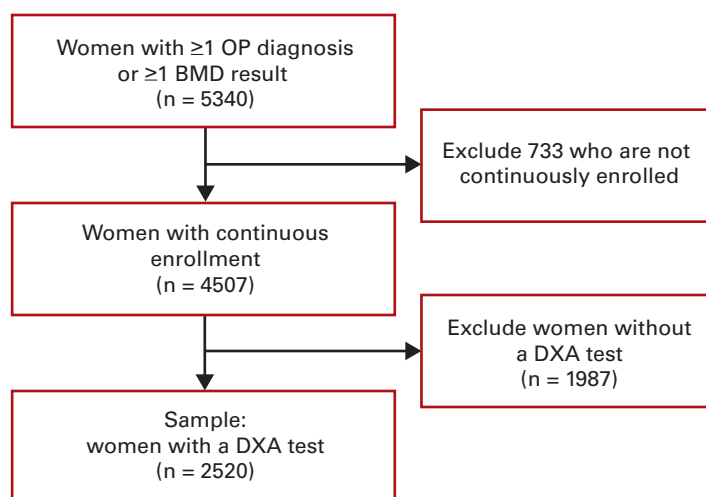 Women with ≥1 OP diagnosis
or ≥1 BMD result
(n = 5340)
Exclude 733 who are not
continuously enrolled
Women with continuous
enrollment
(n = 4507)
Exclude women without
a DXA test
(n = 1987)
Sample:
women with a DXA test
(n = 2520)